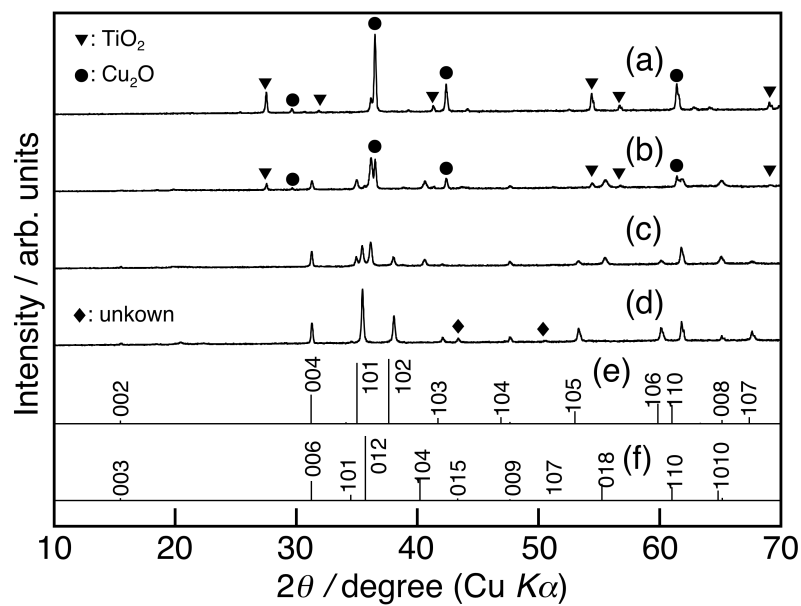 ▼: TiO₂
●: Cu₂O
(a)
(b)
(c)
◆: unkown
(d)
(e)
002
004
101
102
103
104
105
106
110
008
107
(f)
003
006
101
012
104
015
009
107
018
110
1010
10
20
30
40
50
60
70
2θ / degree (Cu Kα)
Intensity / arb. units